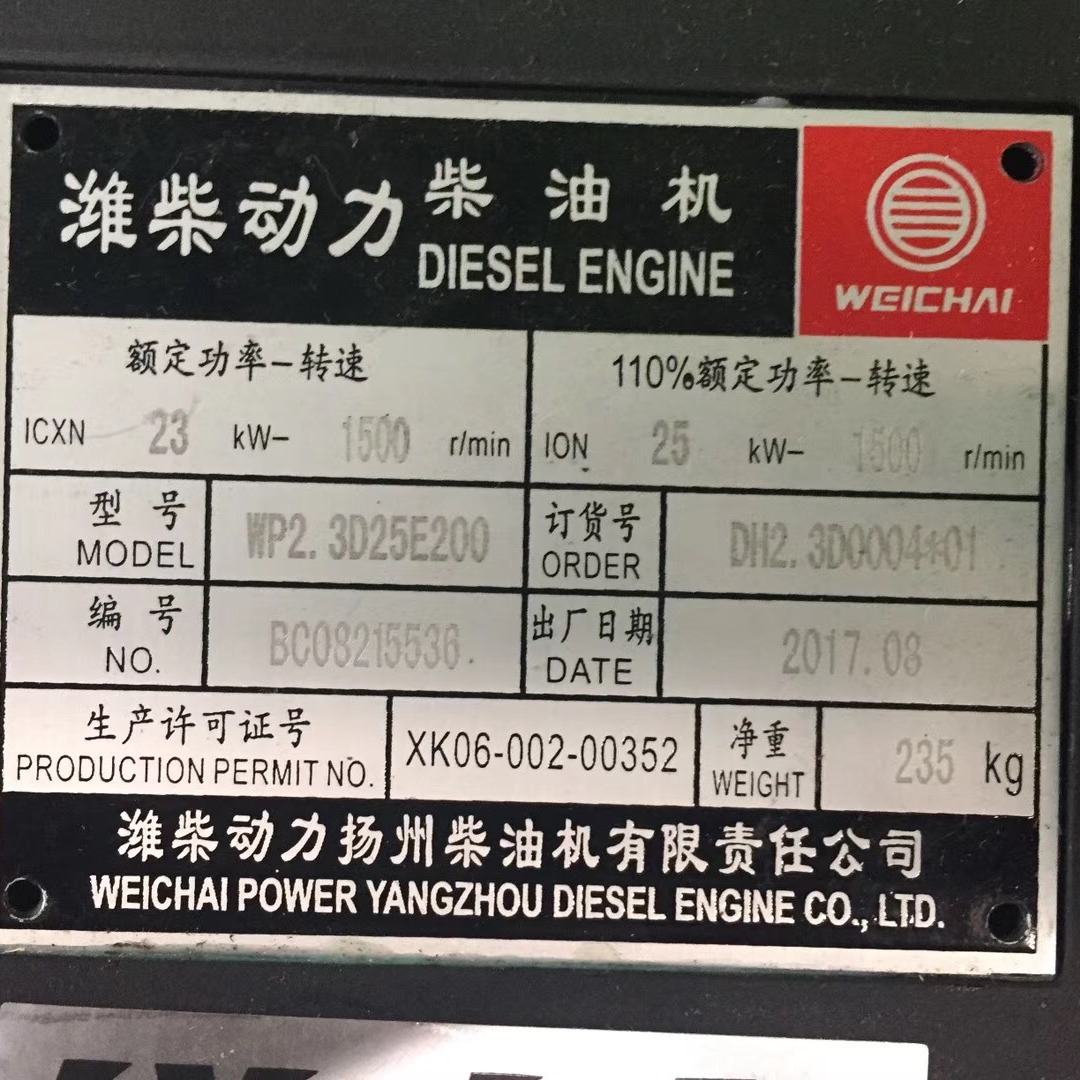 潍柴动力 柴油机
DIESEL ENGINE
WEICHAI
额定功率-转速
ICXN 23 kW- 1500 r/min
110%额定功率-转速
ION 25 kW- 1500 r/min
型号
MODEL
WP2.3D25E200
订货号
ORDER
DH2.3D0004*01
编号
NO.
BC08215536.
出厂日期
DATE
2017.08
生产许可证号
PRODUCTION PERMIT NO.
XK06-002-00352
净重
WEIGHT
235 kg
潍柴动力扬州柴油机有限责任公司
WEICHAI POWER YANGZHOU DIESEL ENGINE CO., LTD.